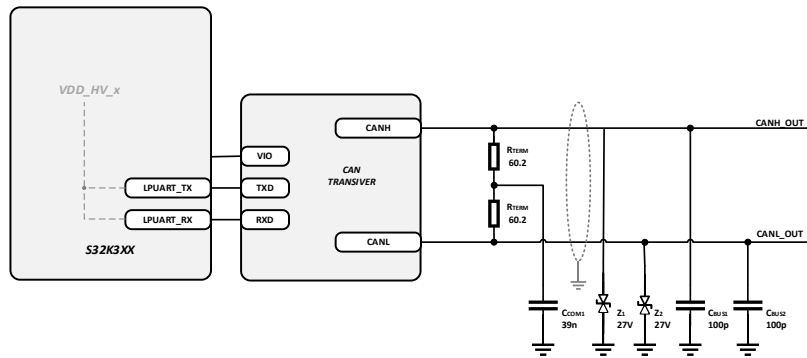 VDD_HV_x
CANH
CANH_OUT
VIO
CAN
TRANSIVER
RTERM
60.2
LPUART_TX
TXD
LPUART_RX
RXD
RTERM
60.2
S32K3XX
CANL
CANL_OUT
CCOM1
39n
Z1
27V
Z2
27V
CBUS1
100p
CBUS2
100p